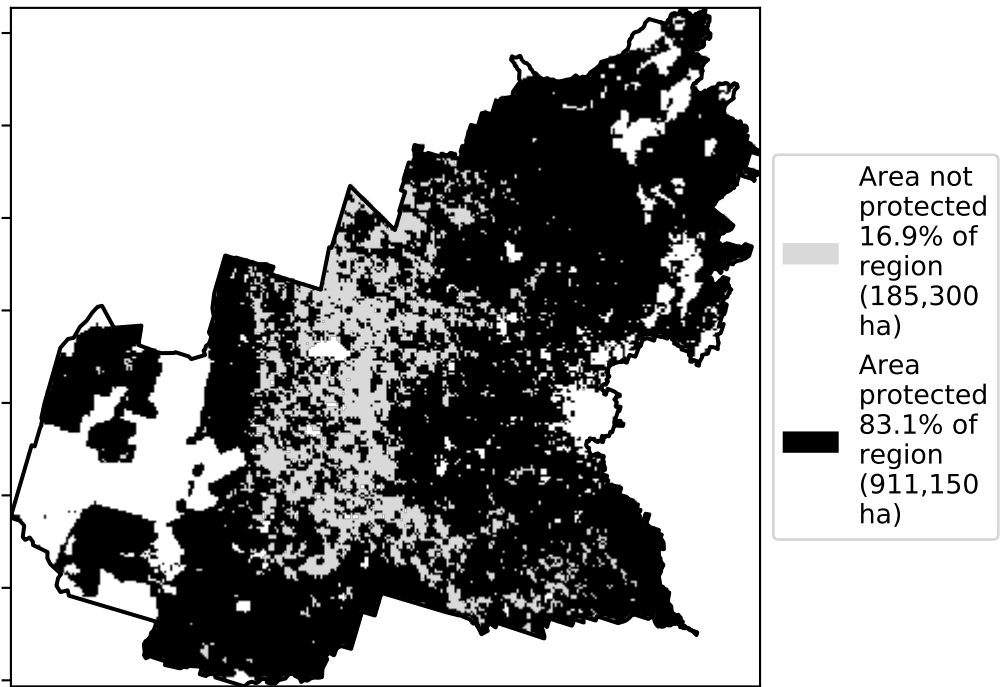 Area not
protected
16.9% of
region
(185,300
ha)
Area
protected
83.1% of
region
(911,150
ha)